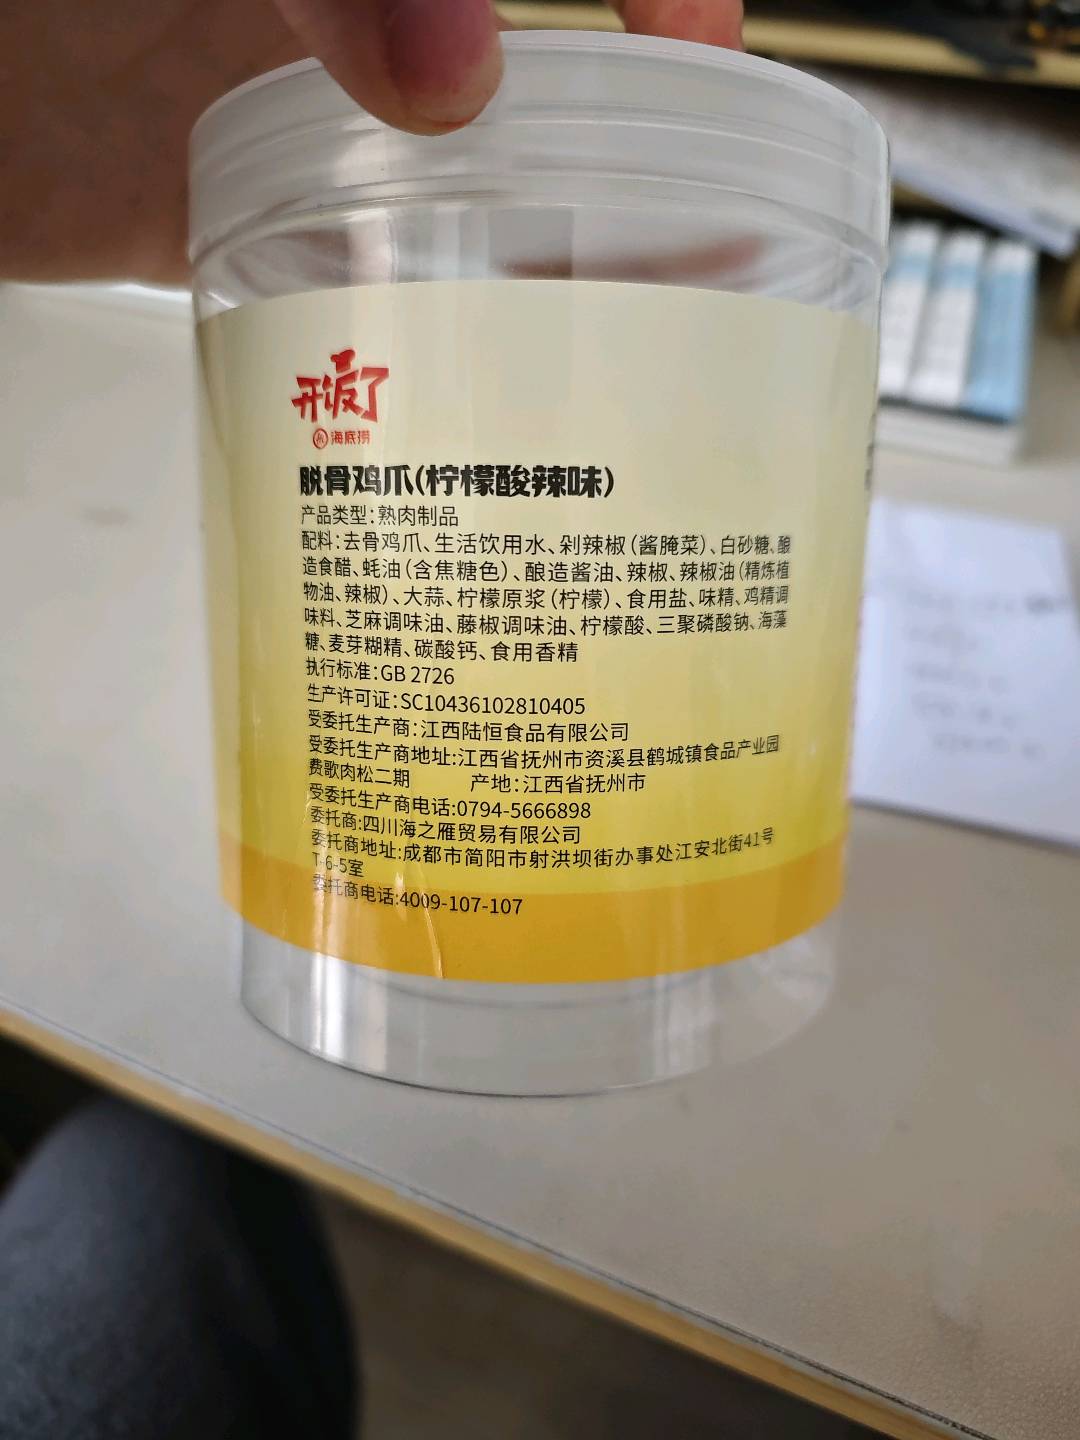 开饭了
海底捞
脱骨鸡爪(柠檬酸辣味)
产品类型:熟肉制品
配料:去骨鸡爪、生活饮用水、剁辣椒(酱腌菜)、白砂糖、酿
造食醋、蚝油(含焦糖色)、酿造酱油、辣椒、辣椒油(精炼植
物油、辣椒)、大蒜、柠檬原浆(柠檬)、食用盐、味精、鸡精调
味料、芝麻调味油、藤椒调味油、柠檬酸、三聚磷酸钠、海藻
糖、麦芽糊精、碳酸钙、食用香精
执行标准:GB 2726
生产许可证:SC10436102810405
受委托生产商:江西陆恒食品有限公司
受委托生产商地址:江西省抚州市资溪县鹤城镇食品产业园
费歌肉松二期 产地:江西省抚州市
受委托生产商电话:0794-5666898
委托商:四川海之雁贸易有限公司
委托商地址:成都市简阳市射洪坝街办事处江安北街41号
T-6-5室
委托商电话:4009-107-107